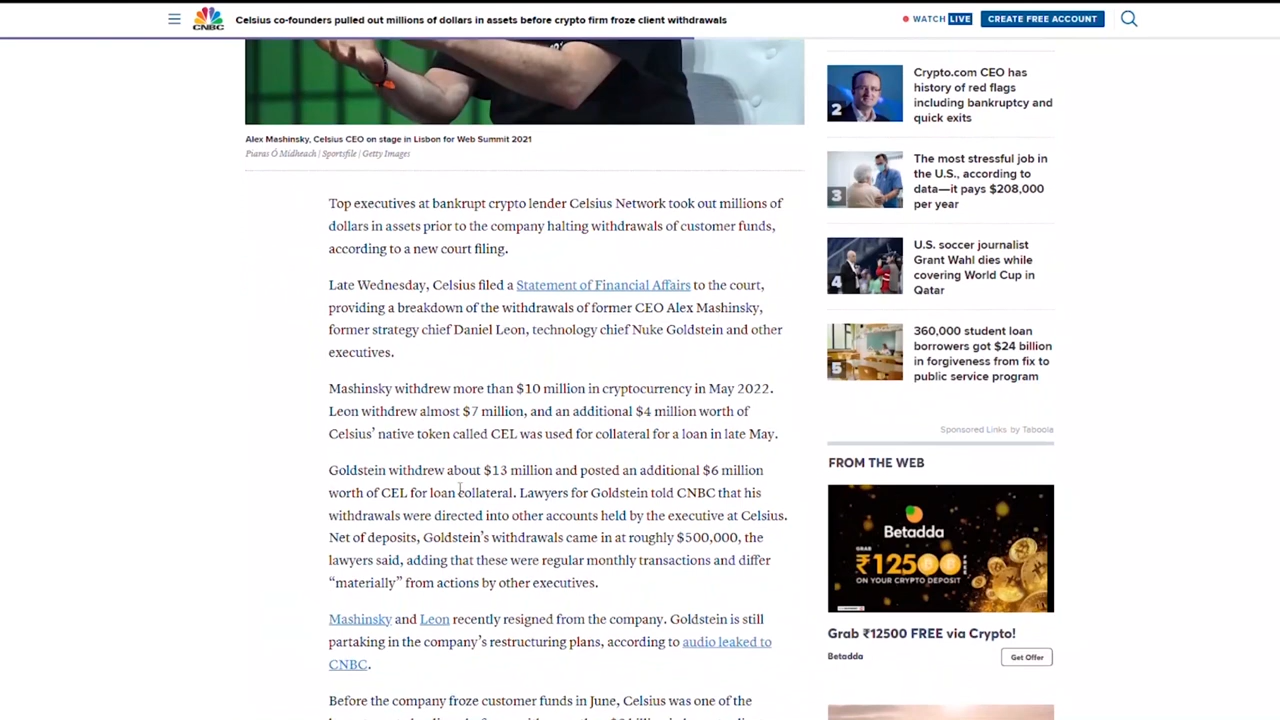 CNBC
Celsius co-founders pulled out millions of dollars in assets before crypto firm froze client withdrawals
WATCH LIVE
CREATE FREE ACCOUNT
Alex Mashinsky, Celsius CEO on stage in Lisbon for Web Summit 2021
Piaras Ó Mídheach | Sportsfile | Getty Images
Top executives at bankrupt crypto lender Celsius Network took out millions of
dollars in assets prior to the company halting withdrawals of customer funds,
according to a new court filing.
Late Wednesday, Celsius filed a Statement of Financial Affairs to the court,
providing a breakdown of the withdrawals of former CEO Alex Mashinsky,
former strategy chief Daniel Leon, technology chief Nuke Goldstein and other
executives.
Mashinsky withdrew more than $10 million in cryptocurrency in May 2022.
Leon withdrew almost $7 million, and an additional $4 million worth of
Celsius' native token called CEL was used for collateral for a loan in late May.
Goldstein withdrew about $13 million and posted an additional $6 million
worth of CEL for loan collateral. Lawyers for Goldstein told CNBC that his
withdrawals were directed into other accounts held by the executive at Celsius.
Net of deposits, Goldstein's withdrawals came in at roughly $500,000, the
lawyers said, adding that these were regular monthly transactions and differ
“materially” from actions by other executives.
Mashinsky and Leon recently resigned from the company. Goldstein is still
partaking in the company's restructuring plans, according to audio leaked to
CNBC.
Before the company froze customer funds in June, Celsius was one of the
2
Crypto.com CEO has
history of red flags
including bankruptcy and
quick exits
3
The most stressful job in
the U.S., according to
data—it pays $208,000
per year
4
U.S. soccer journalist
Grant Wahl dies while
covering World Cup in
Qatar
5
360,000 student loan
borrowers got $24 billion
in forgiveness from fix to
public service program
Sponsored Links by Taboola
FROM THE WEB
Betadda
GRAB
₹12500 FREE
ON YOUR CRYPTO DEPOSIT
Grab ₹12500 FREE via Crypto!
Betadda
Get Offer